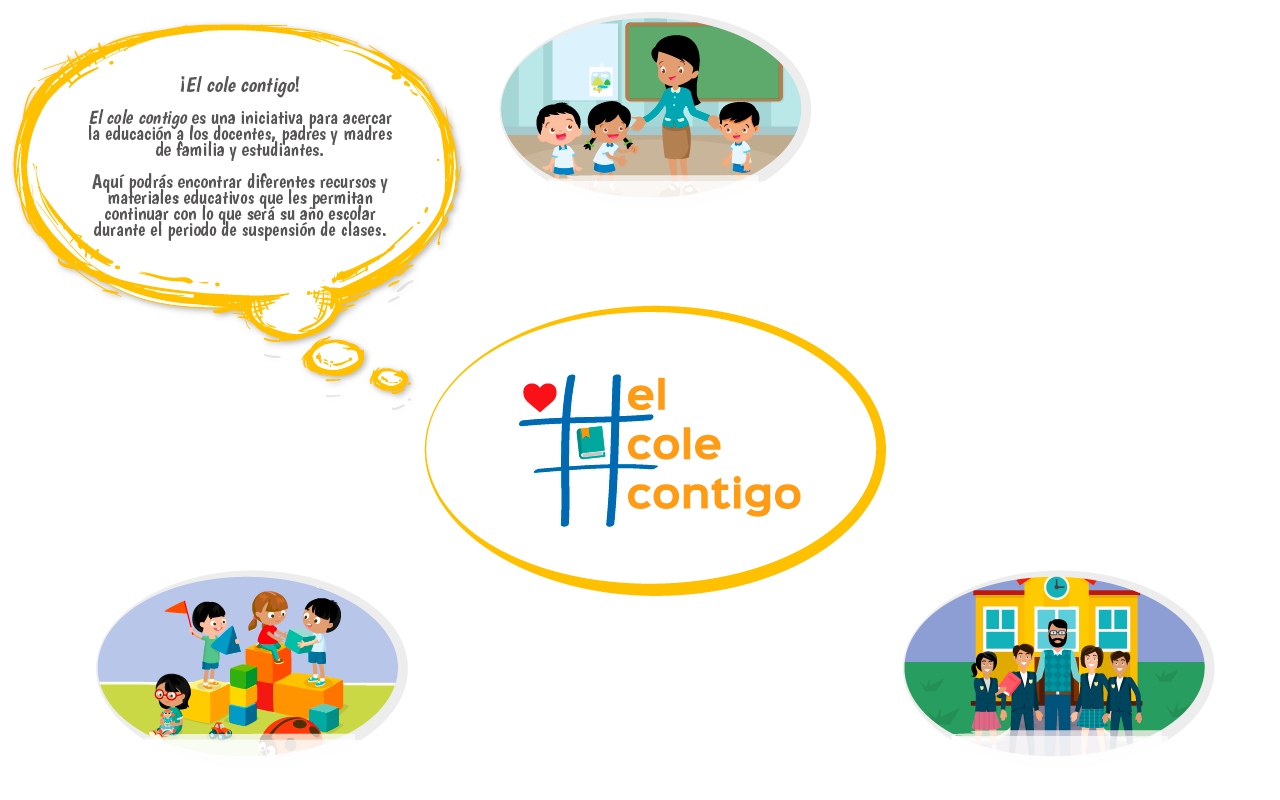 ¡El cole contigo!
El cole contigo es una iniciativa para acercar
la educación a los docentes, padres y madres
de familia y estudiantes.
Aquí podrás encontrar diferentes recursos y
materiales educativos que les permitan
continuar con lo que será su año escolar
durante el periodo de suspensión de clases.
el
cole
contigo